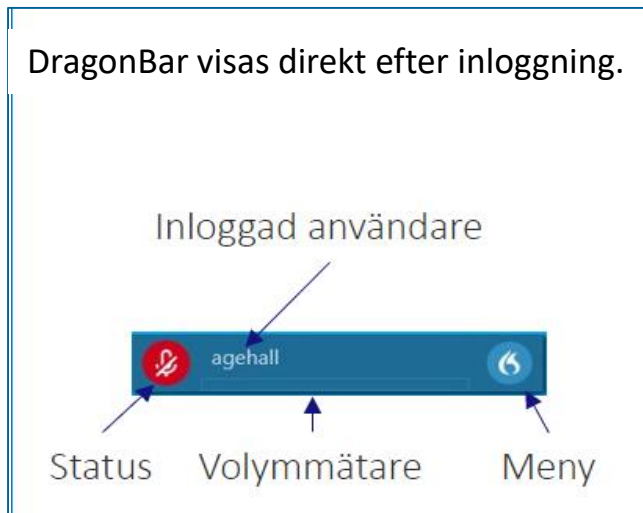 DragonBar visas direkt efter inloggning.
Inloggad användare
agehall
Status Volymmätare Meny